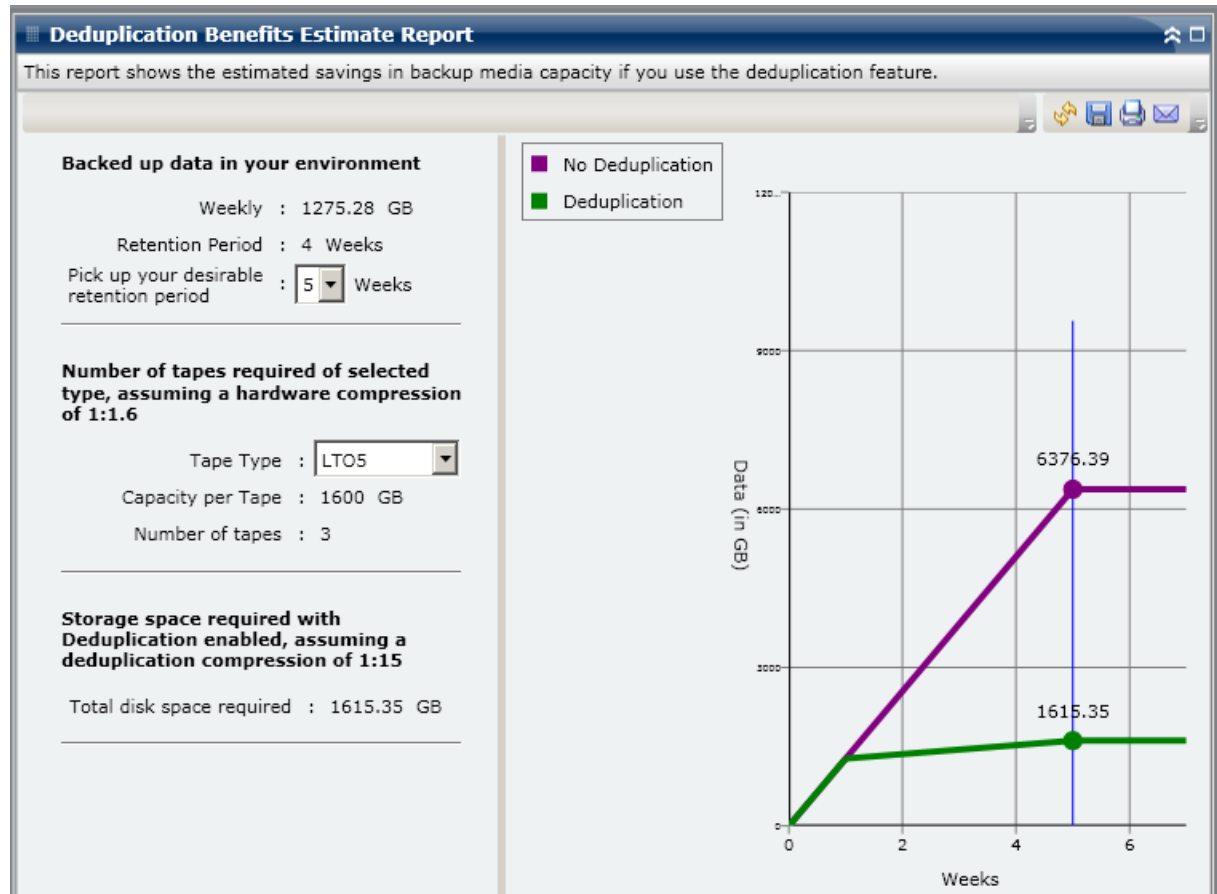 Deduplication Benefits Estimate Report
This report shows the estimated savings in backup media capacity if you use the deduplication feature.
Backed up data in your environment
Weekly : 1275.28 GB
Retention Period : 4 Weeks
Pick up your desirable
retention period : 5 Weeks
Number of tapes required of selected
type, assuming a hardware compression
of 1:1.6
Tape Type : LTO5
Capacity per Tape : 1600 GB
Number of tapes : 3
Storage space required with
Deduplication enabled, assuming a
deduplication compression of 1:15
Total disk space required : 1615.35 GB
No Deduplication
Deduplication
120...
9000
6000
3000
0
Data (in GB)
6376.39
1615.35
0 2 4 6
Weeks